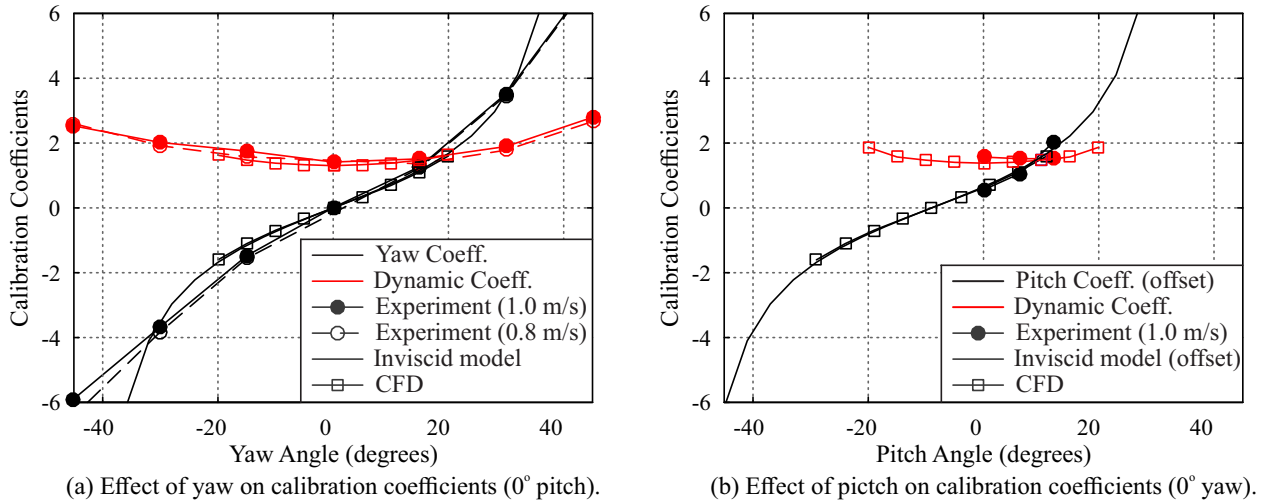 6
4
2
0
-2
-4
-6
Calibration Coefficients
Yaw Coeff.
Dynamic Coeff.
Experiment (1.0 m/s)
Experiment (0.8 m/s)
Inviscid model
CFD
-40 -20 0 20 40
Yaw Angle (degrees)
(a) Effect of yaw on calibration coefficients (0° pitch).
6
4
2
0
-2
-4
-6
Calibration Coefficients
Pitch Coeff. (offset)
Dynamic Coeff.
Experiment (1.0 m/s)
Inviscid model (offset)
CFD
-40 -20 0 20 40
Pitch Angle (degrees)
(b) Effect of pictch on calibration coefficients (0° yaw).